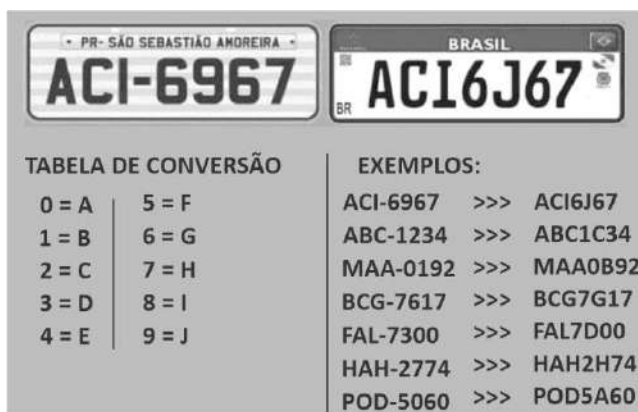 • PR- SÃO SEBASTIÃO AMOREIRA •
ACI-6967
BRASIL
ACI6J67
BR
TABELA DE CONVERSÃO
0 = A
1 = B
2 = C
3 = D
4 = E
5 = F
6 = G
7 = H
8 = I
9 = J
EXEMPLOS:
ACI-6967 >>> ACI6J67
ABC-1234 >>> ABC1C34
MAA-0192 >>> MAA0B92
BCG-7617 >>> BCG7G17
FAL-7300 >>> FAL7D00
HAH-2774 >>> HAH2H74
POD-5060 >>> POD5A60